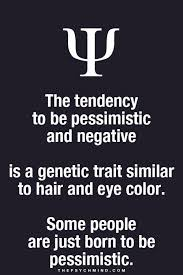 Ψ
The tendency
to be pessimistic
and negative
is a genetic trait similar
to hair and eye color.
Some people
are just born to be
pessimistic.
THEPSYCHMIND.COM